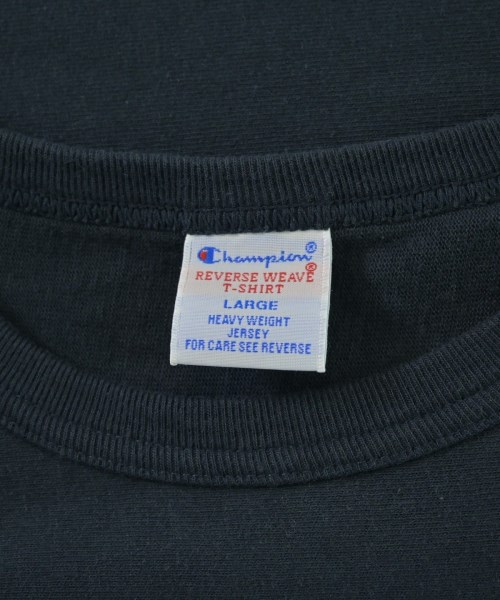 Champion®
REVERSE WEAVE®
T-SHIRT
LARGE
HEAVY WEIGHT
JERSEY
FOR CARE SEE REVERSE